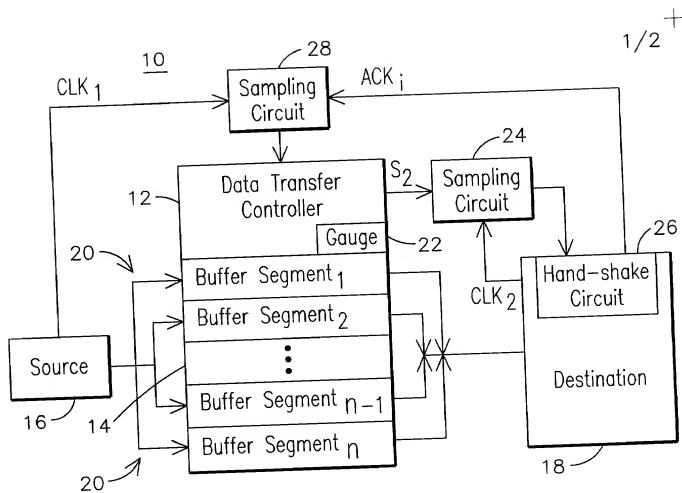 1/2
10
28
CLK1
Sampling
Circuit
ACKi
24
12
Data Transfer
Controller
S2
Sampling
Circuit
Gauge
22
26
20
Buffer Segment1
CLK2
Hand-shake
Circuit
Buffer Segment2
Source
16
14
Destination
Buffer Segment n-1
Buffer Segment n
20
18